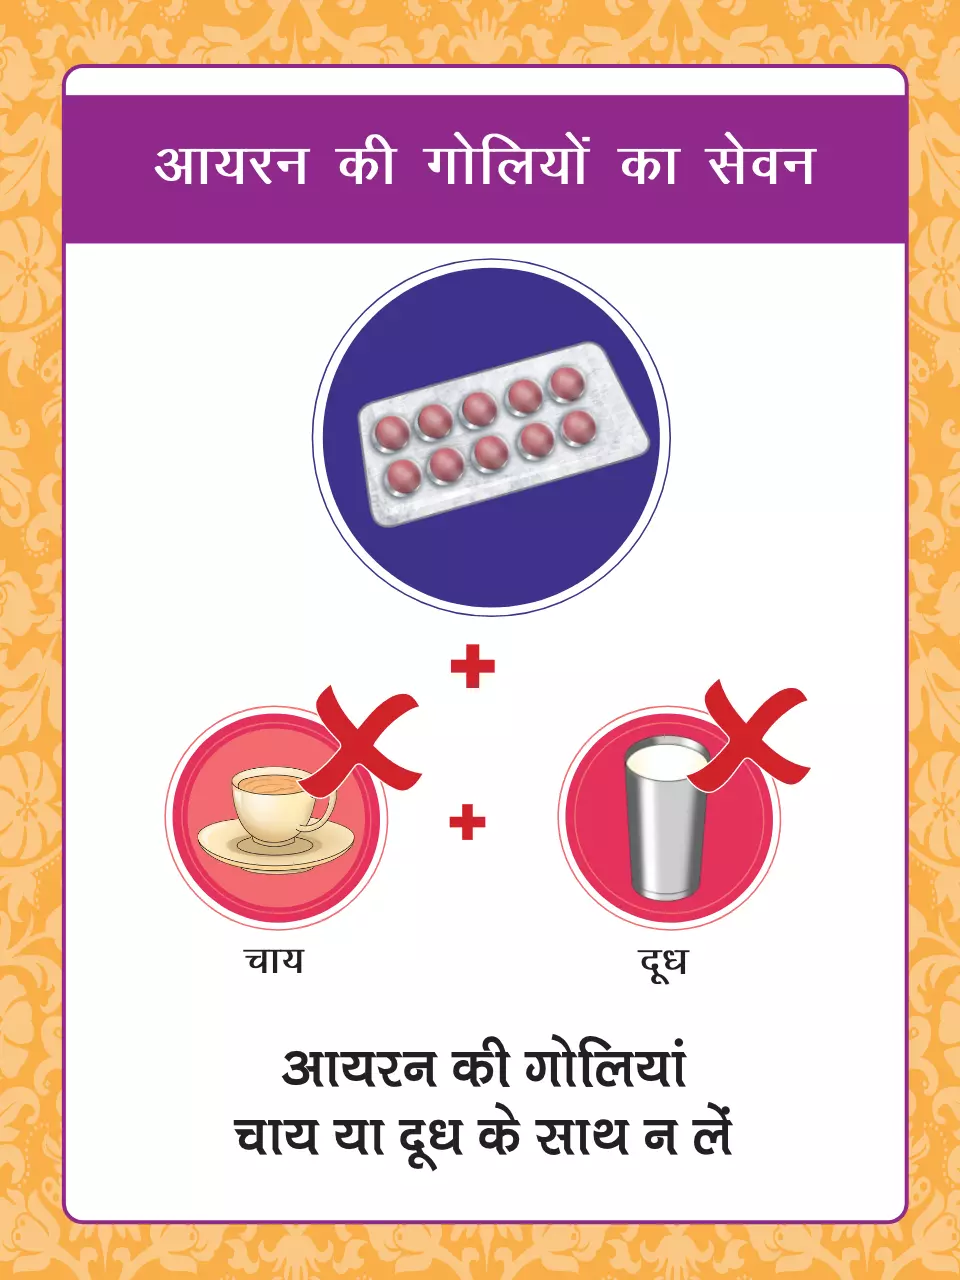 आयरन की गोलियों का सेवन
चाय
दूध
आयरन की गोलियां
चाय या दूध के साथ न लें